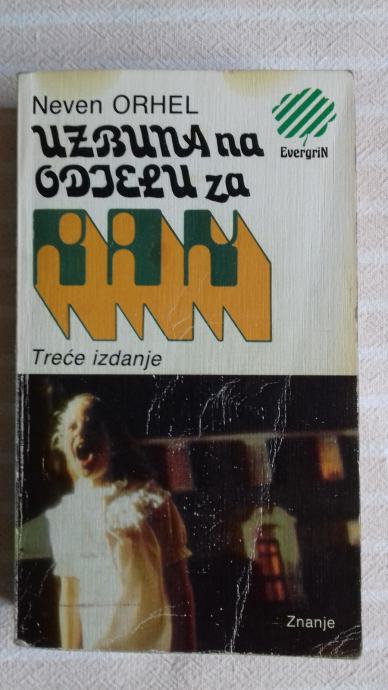 Neven ORHEL
UZBUNA na
ODJELU za
RAK
EvergriN
Treće izdanje
Znanje